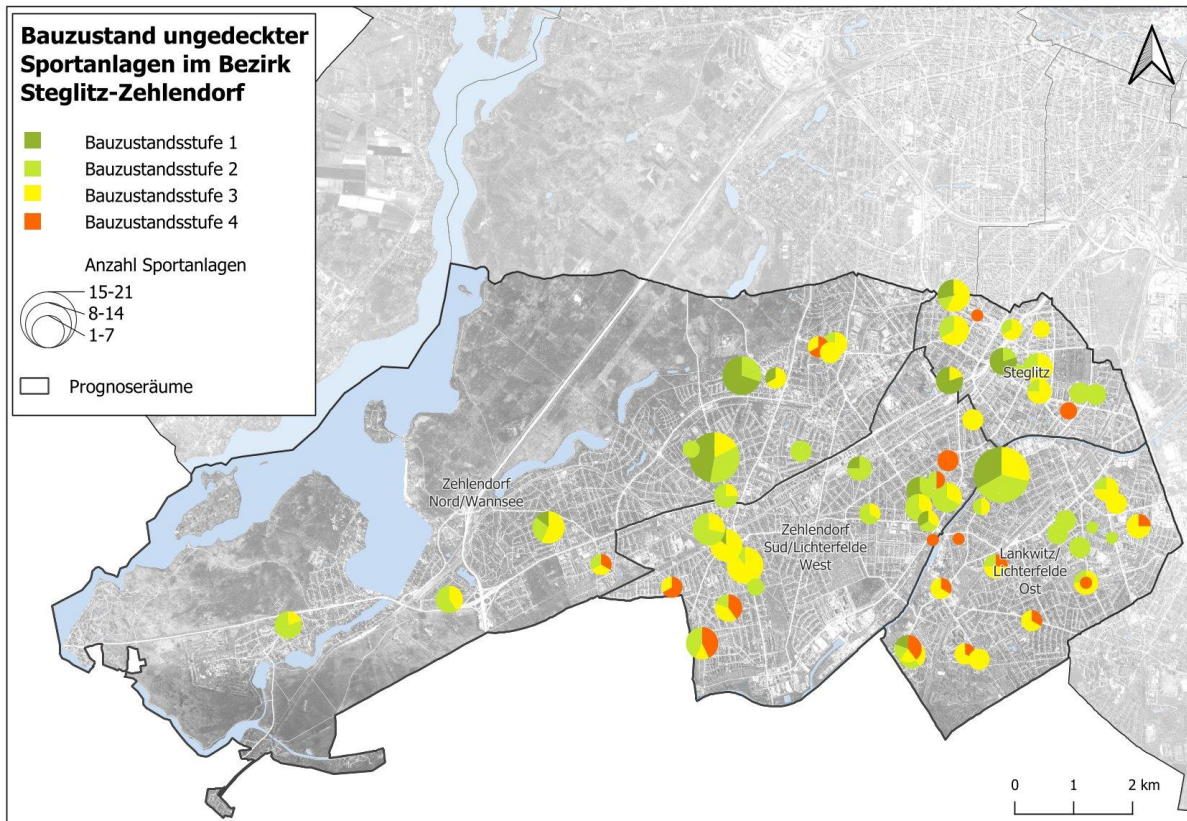 Bauzustand ungedeckter
Sportanlagen im Bezirk
Steglitz-Zehlendorf
Bauzustandsstufe 1
Bauzustandsstufe 2
Bauzustandsstufe 3
Bauzustandsstufe 4
Anzahl Sportanlagen
15-21
8-14
1-7
Prognoseräume
Steglitz
Zehlendorf
Nord/Wannsee
Zehlendorf
Süd/Lichterfelde
West
Lankwitz/
Lichterfelde
Ost
0 1 2 km